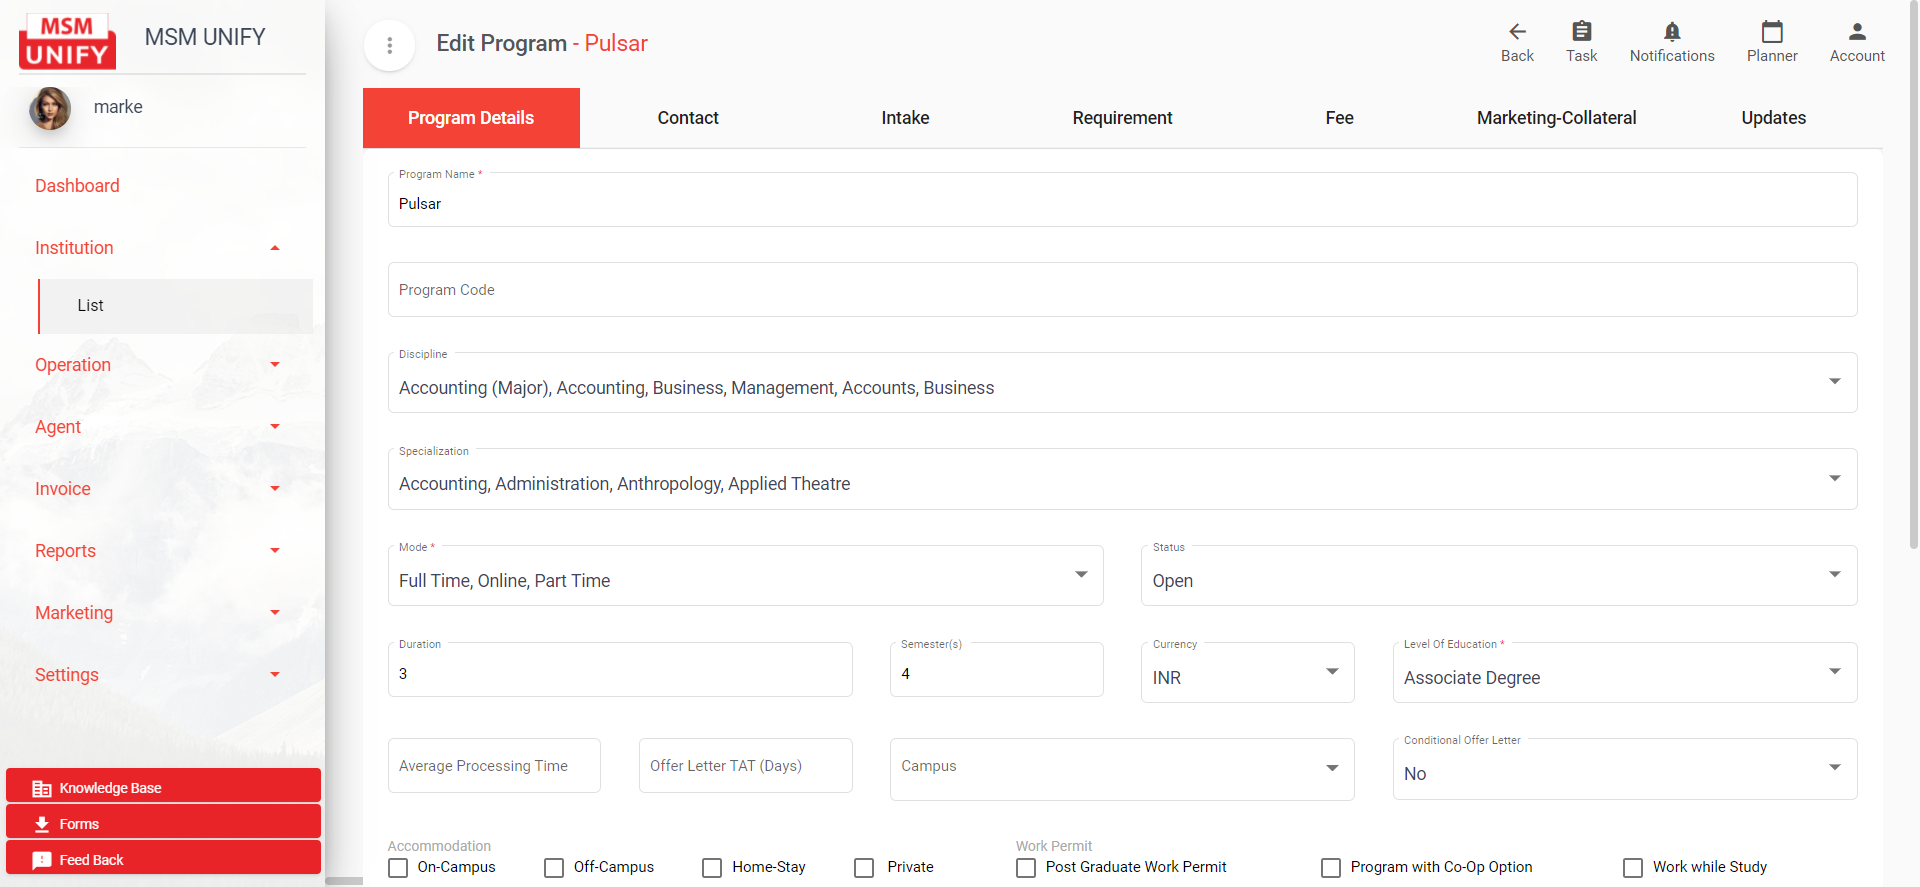 MSM
UNIFY
MSM UNIFY
marke
Dashboard
Institution
List
Operation
Agent
Invoice
Reports
Marketing
Settings
Knowledge Base
Forms
Feed Back
Edit Program - Pulsar
Back
Task
Notifications
Planner
Account
Program Details
Contact
Intake
Requirement
Fee
Marketing-Collateral
Updates
Program Name *
Pulsar
Program Code
Discipline
Accounting (Major), Accounting, Business, Management, Accounts, Business
Specialization
Accounting, Administration, Anthropology, Applied Theatre
Mode *
Full Time, Online, Part Time
Status
Open
Duration
3
Semester(s)
4
Currency
INR
Level Of Education *
Associate Degree
Average Processing Time
Offer Letter TAT (Days)
Campus
Conditional Offer Letter
No
Accommodation
On-Campus
Off-Campus
Home-Stay
Private
Work Permit
Post Graduate Work Permit
Program with Co-Op Option
Work while Study